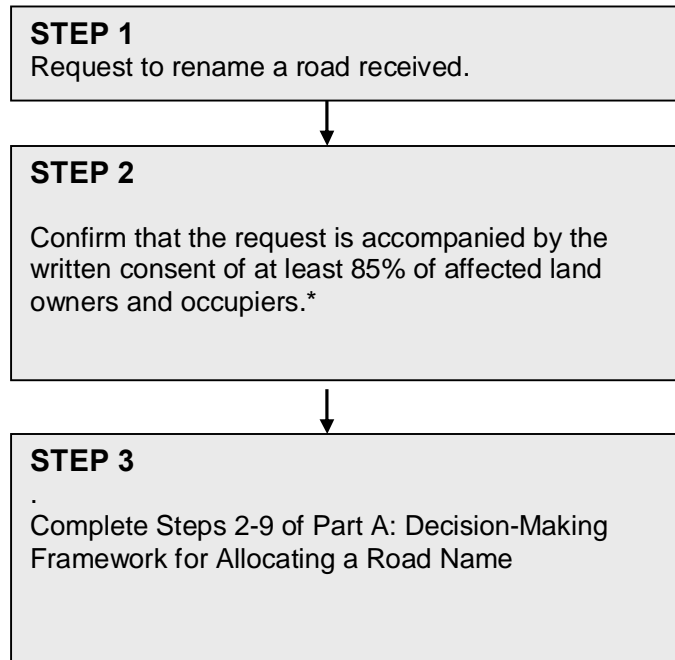 STEP 1
Request to rename a road received.
STEP 2
Confirm that the request is accompanied by the
written consent of at least 85% of affected land
owners and occupiers.*
STEP 3
.
Complete Steps 2-9 of Part A: Decision-Making
Framework for Allocating a Road Name